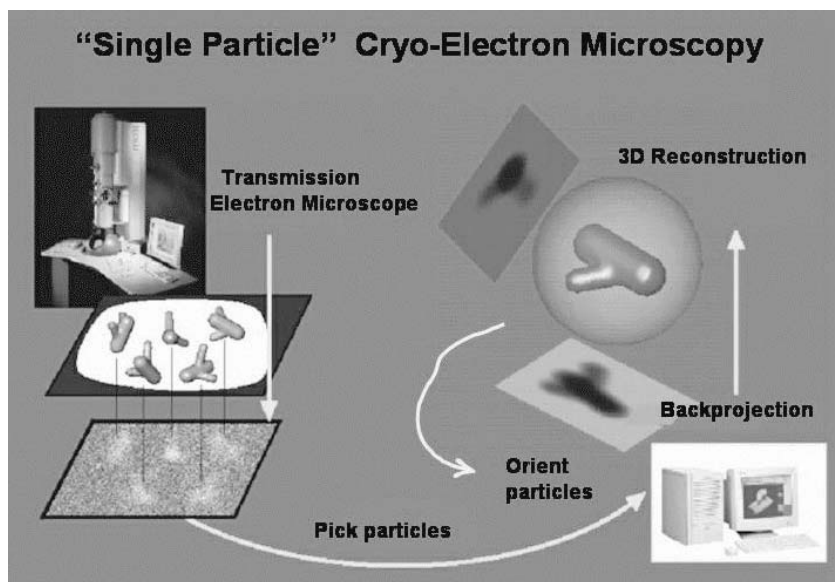 “Single Particle” Cryo-Electron Microscopy
Transmission
Electron Microscope
3D Reconstruction
Backprojection
Orient
particles
Pick particles